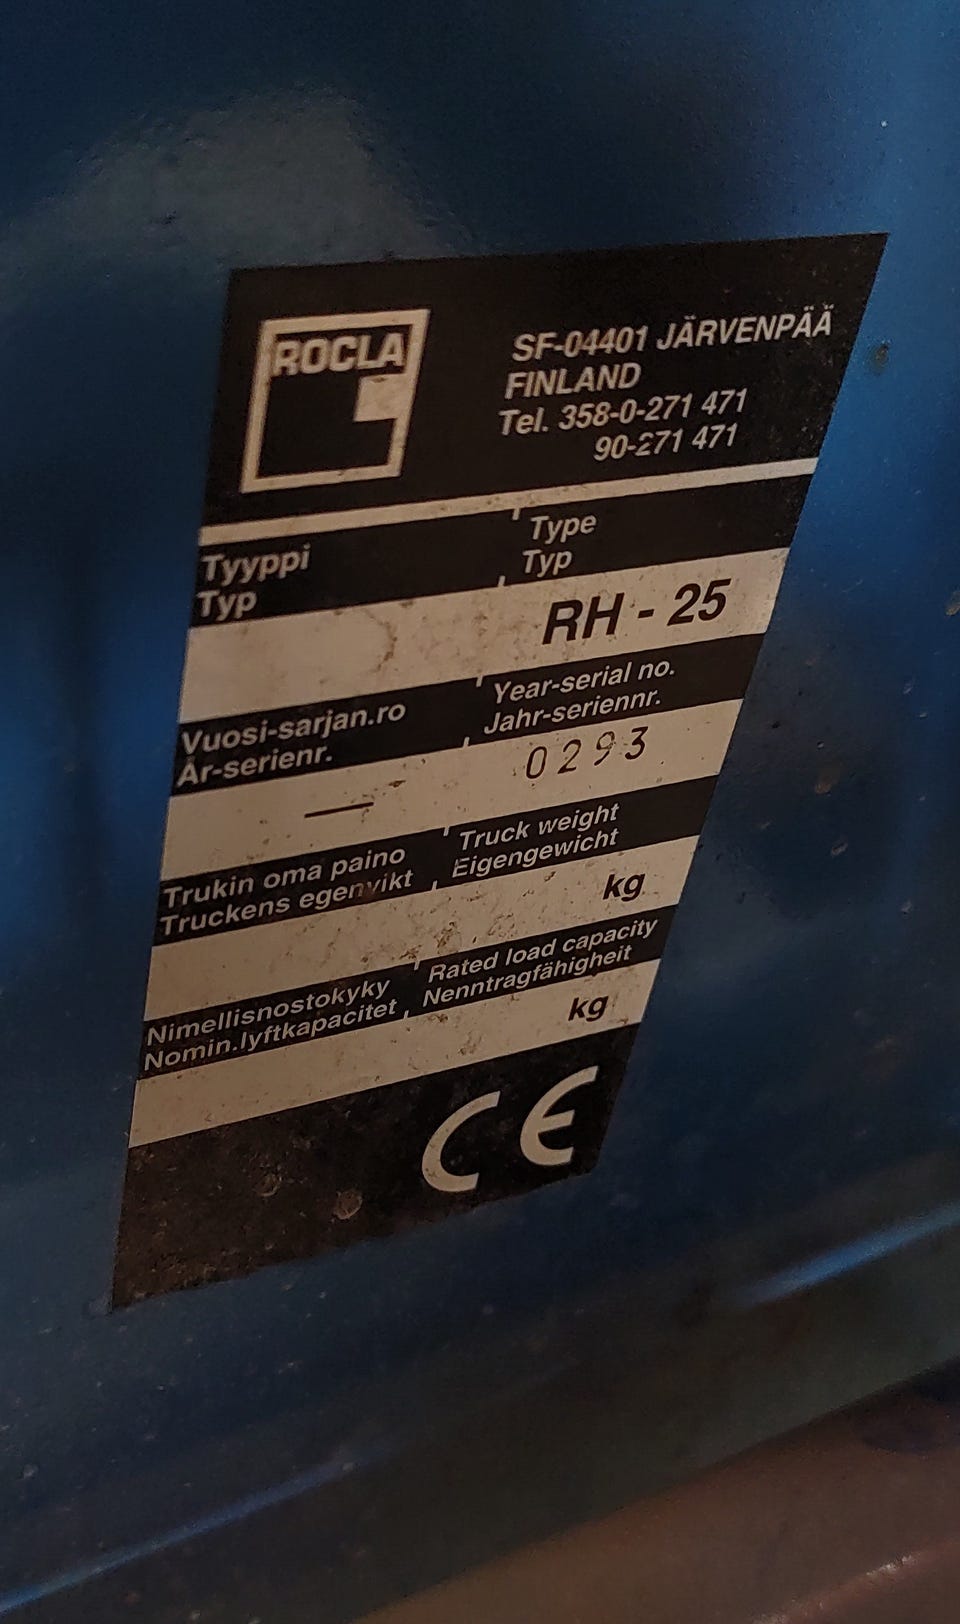 ROCLA
SF-04401 JÄRVENPÄÄ
FINLAND
Tel. 358-0-271 471
90-271 471
Tyyppi
Typ
Type
Typ
RH - 25
Vuosi-sarjan.ro
År-serienr.
Year-serial no.
Jahr-seriennr.
— 0293
Trukin oma paino
Truckens egenvikt
Truck weight
Eigengewicht
kg
Nimellisnostokyky
Nomin.lyftkapacitet
Rated load capacity
Nenntragfähigheit
kg
CE